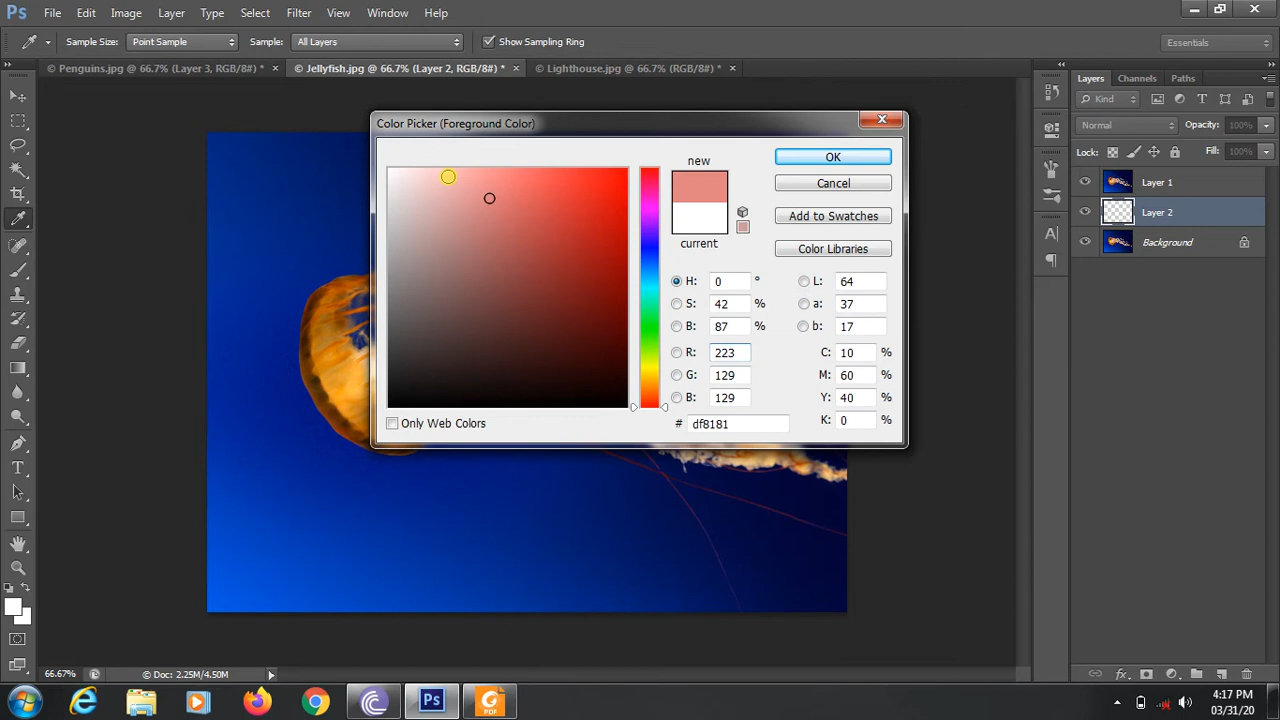 Ps File Edit Image Layer Type Select Filter View Window Help
Sample Size: Point Sample Sample: All Layers Show Sampling Ring Essentials
© Penguins.jpg @ 66.7% (Layer 3, RGB/8#) * × © Jellyfish.jpg @ 66.7% (Layer 2, RGB/8#) * × © Lighthouse.jpg @ 66.7% (RGB/8#) * ×
Layers Channels Paths
Kind
Normal Opacity: 100%
Lock: Fill: 100%
Layer 1
Layer 2
Background
Color Picker (Foreground Color)
new
current
OK
Cancel
Add to Swatches
Color Libraries
H: 0 ° L: 64
S: 42 % a: 37
B: 87 % b: 17
R: 223 C: 10 %
G: 129 M: 60 %
B: 129 Y: 40 %
# df8181 K: 0 %
Only Web Colors
66.67% © Doc: 2.25M/4.50M
Ps PDF
4:17 PM
03/31/20